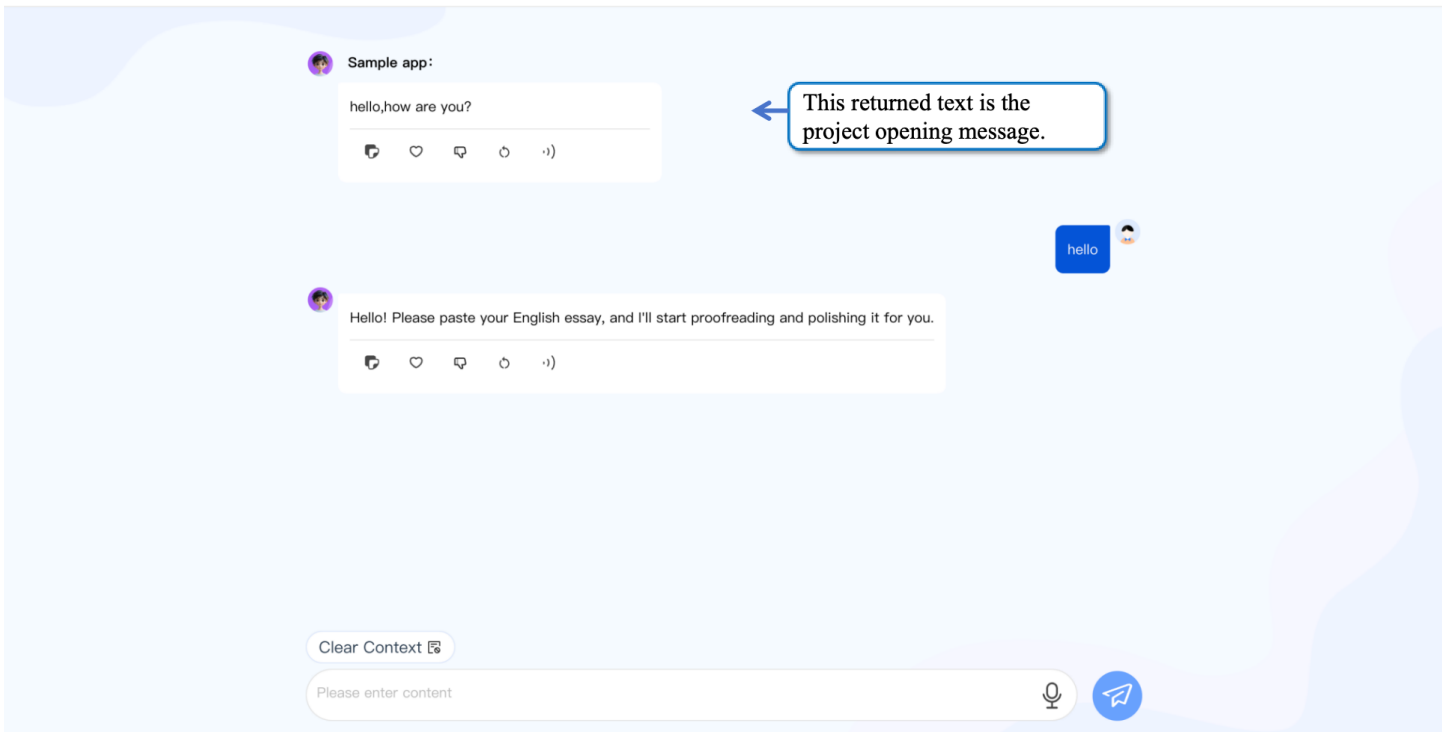 Sample app:
hello,how are you?
This returned text is the
project opening message.
hello
Hello! Please paste your English essay, and I'll start proofreading and polishing it for you.
Clear Context
Please enter content